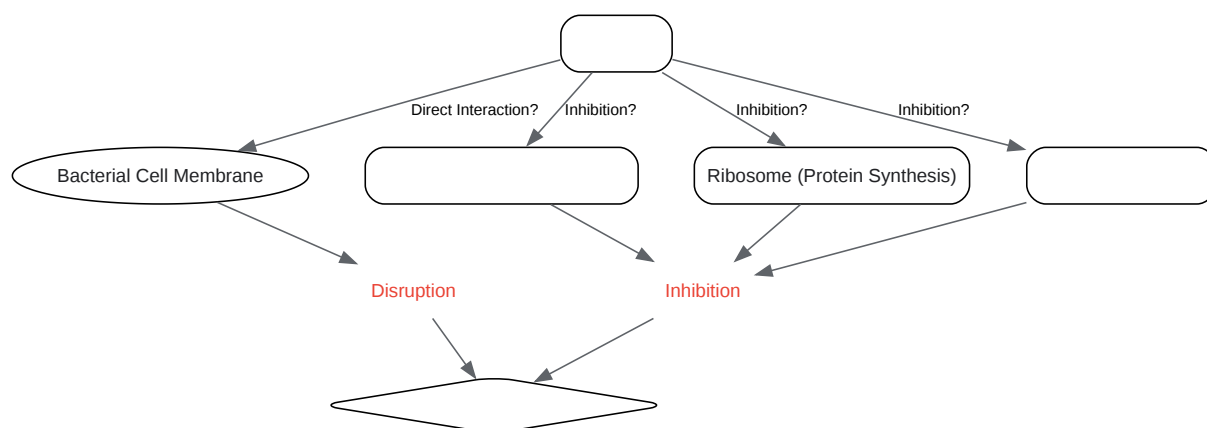 Direct Interaction?
Inhibition?
Inhibition?
Inhibition?
Bacterial Cell Membrane
Ribosome (Protein Synthesis)
Disruption
Inhibition